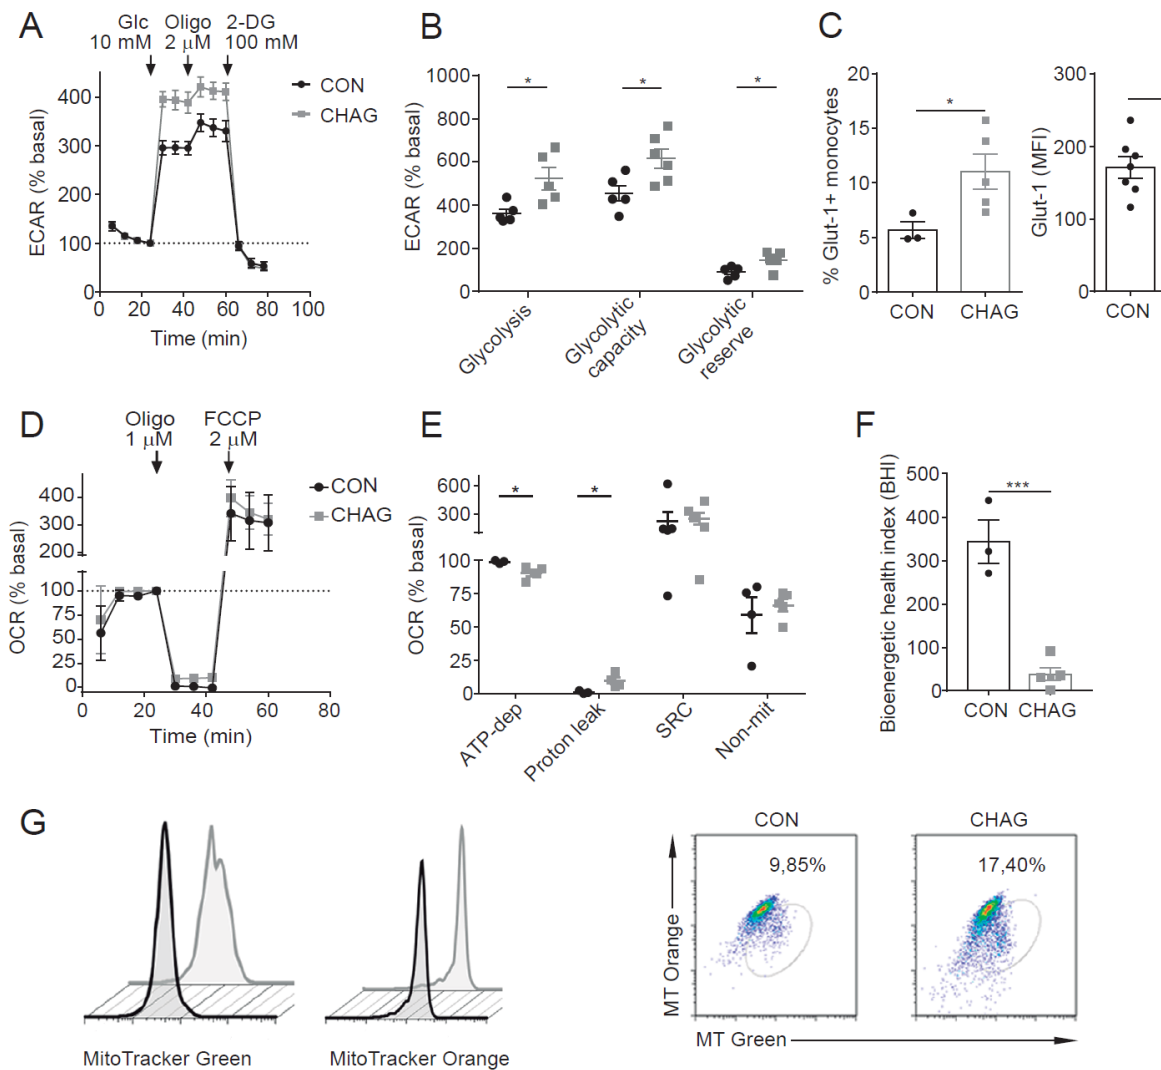 A
Glc
10 mM
Oligo
2 µM
2-DG
100 mM
CON
CHAG
ECAR (% basal)
400
300
200
100
0
0 20 40 60 80 100
Time (min)
B
ECAR (% basal)
1000
800
600
400
200
0
* * *
Glycolysis
Glycolytic
capacity
Glycolytic
reserve
C
% Glut-1+ monocytes
20
15
10
5
0
*
CON CHAG
Glut-1 (MFI)
300
200
100
0
CON
D
Oligo
1 µM
FCCP
2 µM
CON
CHAG
OCR (% basal)
400
300
200
100
75
50
25
0
0 20 40 60 80
Time (min)
E
OCR (% basal)
600
300
100
75
50
25
0
* *
ATP-dep
Proton leak
SRC
Non-mit
F
Bioenergetic health index (BHI)
500
400
300
200
100
0
***
CON CHAG
G
MitoTracker Green
MitoTracker Orange
CON
9,85%
CHAG
17,40%
MT Orange
MT Green